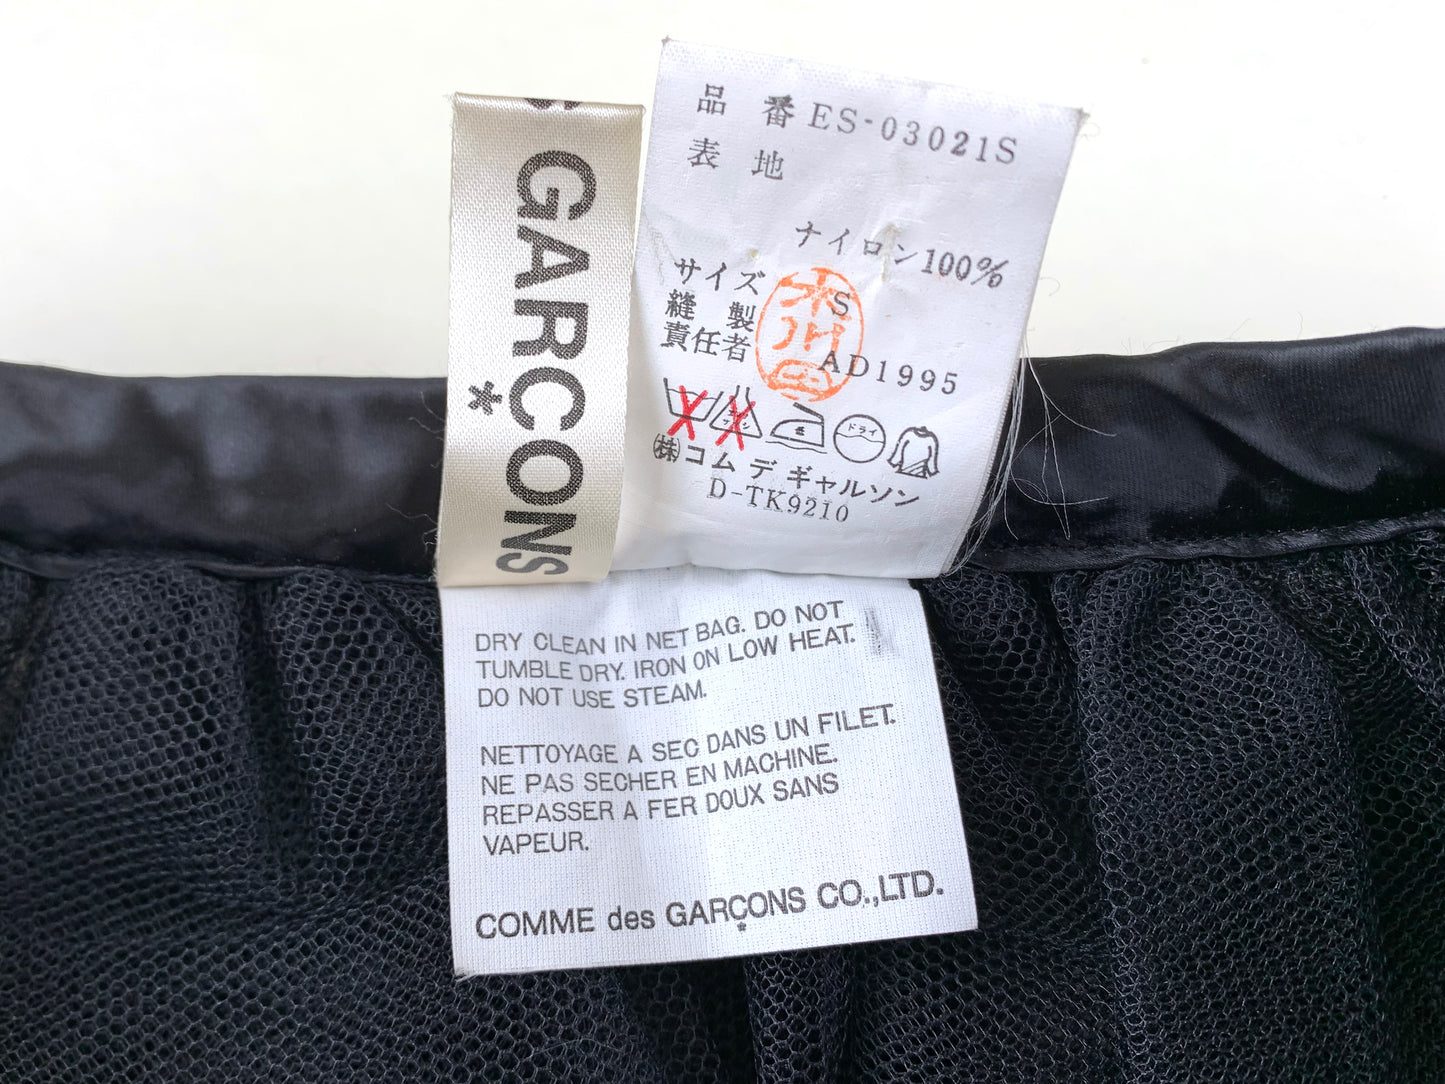 S GARÇONS
品 番 ES-03021S
表 地
ナイロン100%
サイズ S
縫 製
責任者 AD1995
ドライ
㈱コム デ ギャルソン
D-TK9210
DRY CLEAN IN NET BAG. DO NOT
TUMBLE DRY. IRON ON LOW HEAT.
DO NOT USE STEAM.
NETTOYAGE A SEC DANS UN FILET.
NE PAS SECHER EN MACHINE.
REPASSER A FER DOUX SANS
VAPEUR.
COMME des GARÇONS CO.,LTD.